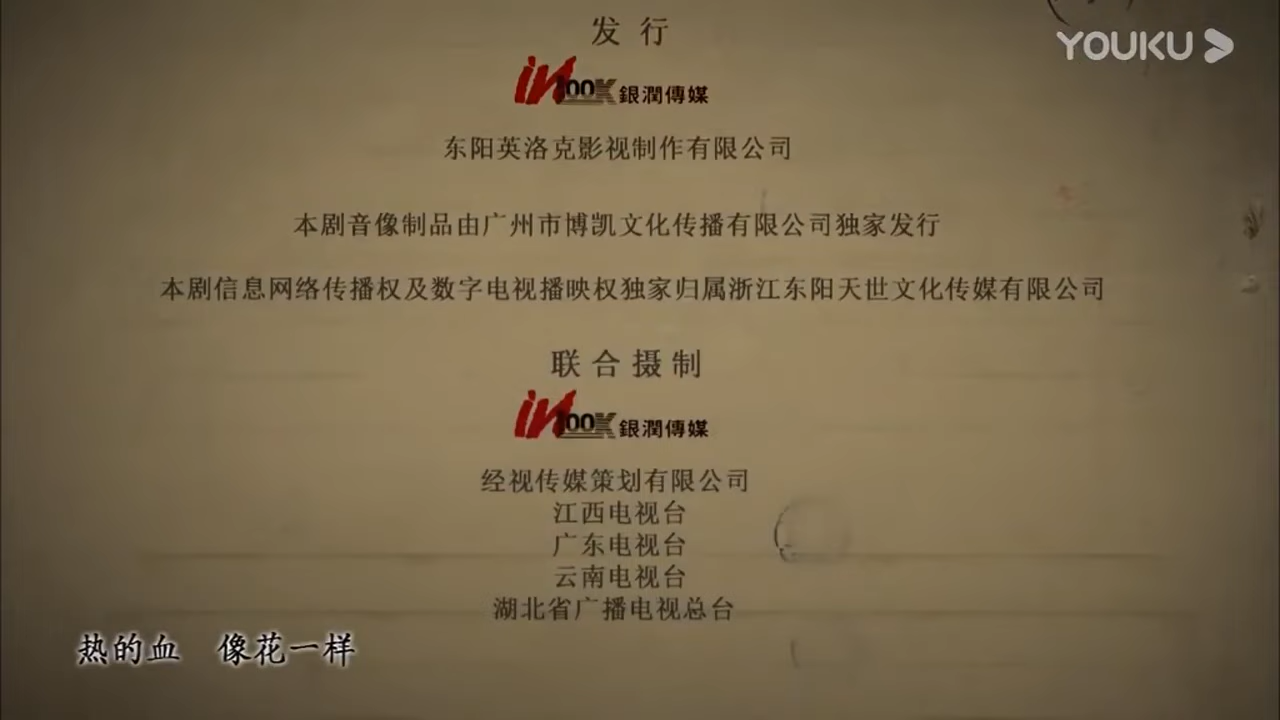 发行
YOUKU
in look 銀潤傳媒
东阳英洛克影视制作有限公司
本剧音像制品由广州市博凯文化传播有限公司独家发行
本剧信息网络传播权及数字电视播映权独家归属浙江东阳天世文化传媒有限公司
联合摄制
in look 銀潤傳媒
经视传媒策划有限公司
江西电视台
广东电视台
云南电视台
湖北省广播电视总台
热的血 像花一样